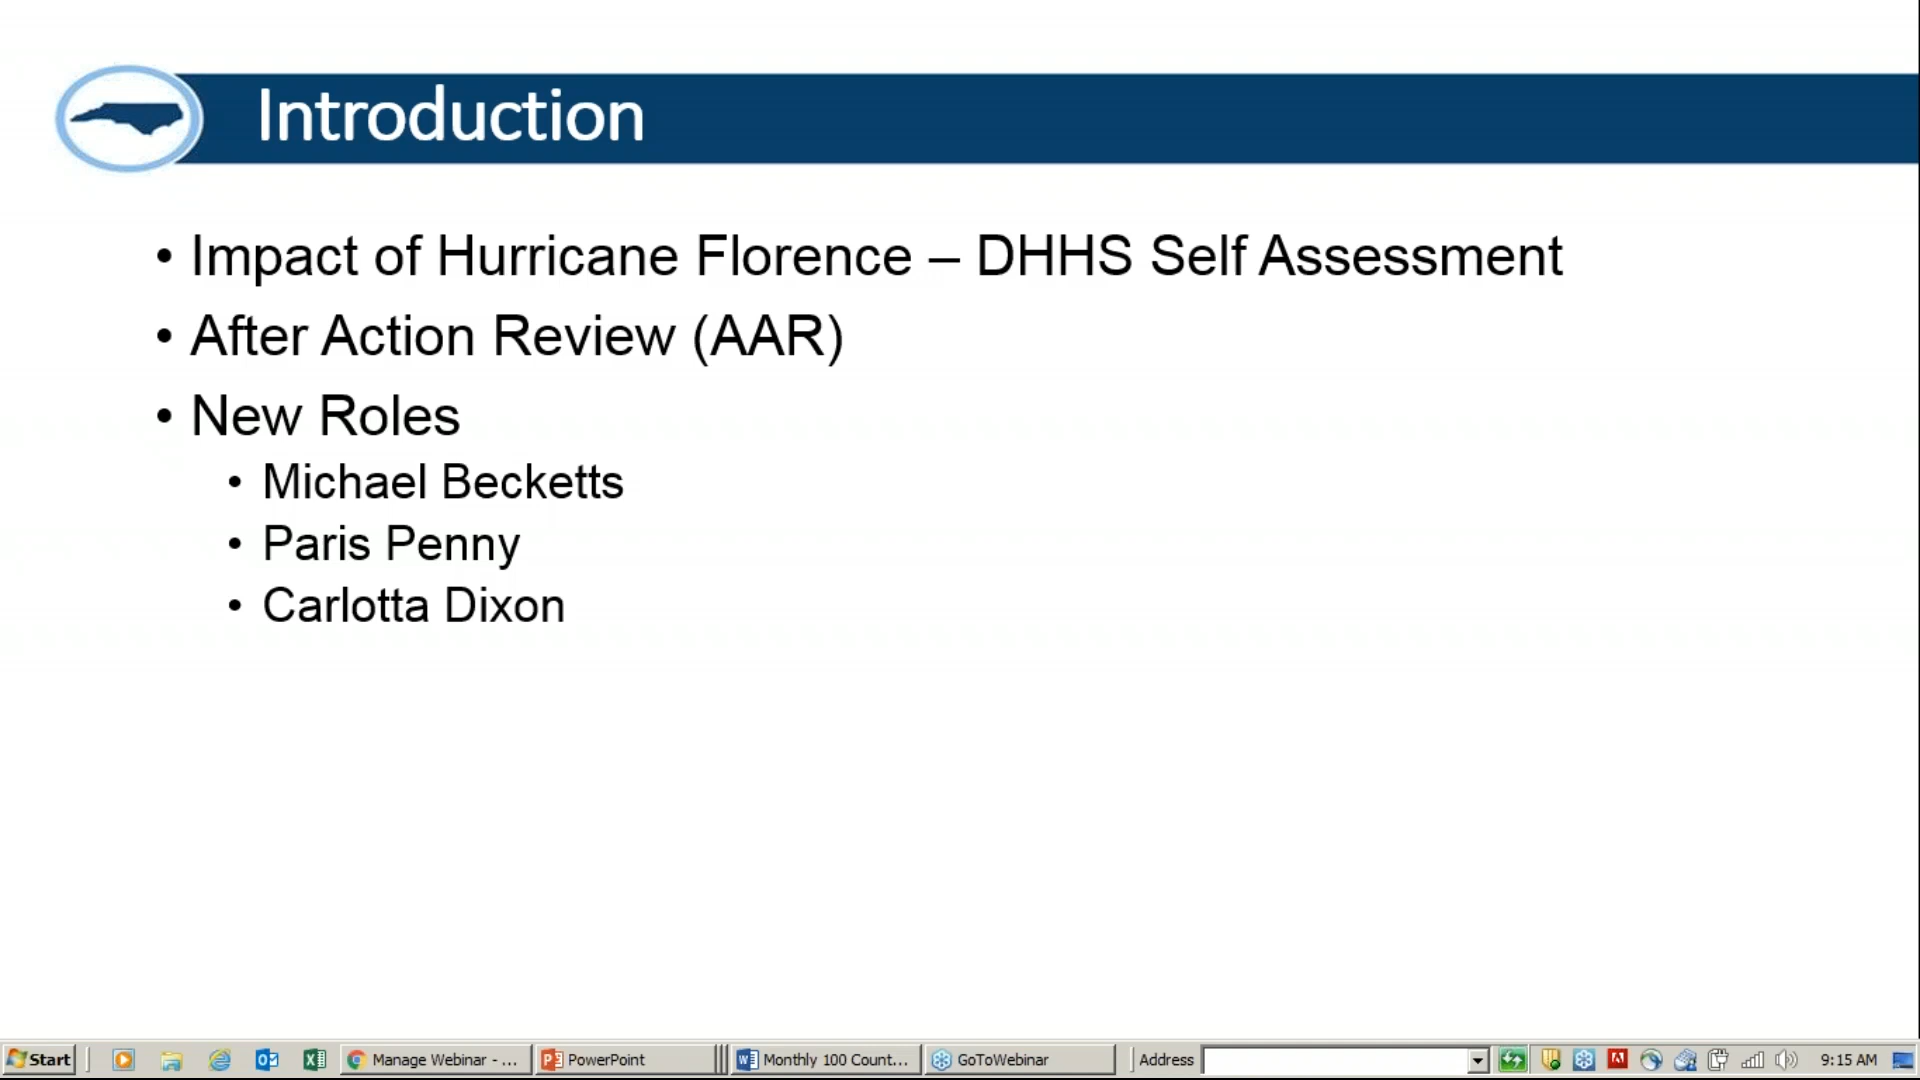 Introduction
• Impact of Hurricane Florence – DHHS Self Assessment
• After Action Review (AAR)
• New Roles
• Michael Becketts
• Paris Penny
• Carlotta Dixon
Start Manage Webinar - ... PowerPoint Monthly 100 Count... GoToWebinar Address 9:15 AM